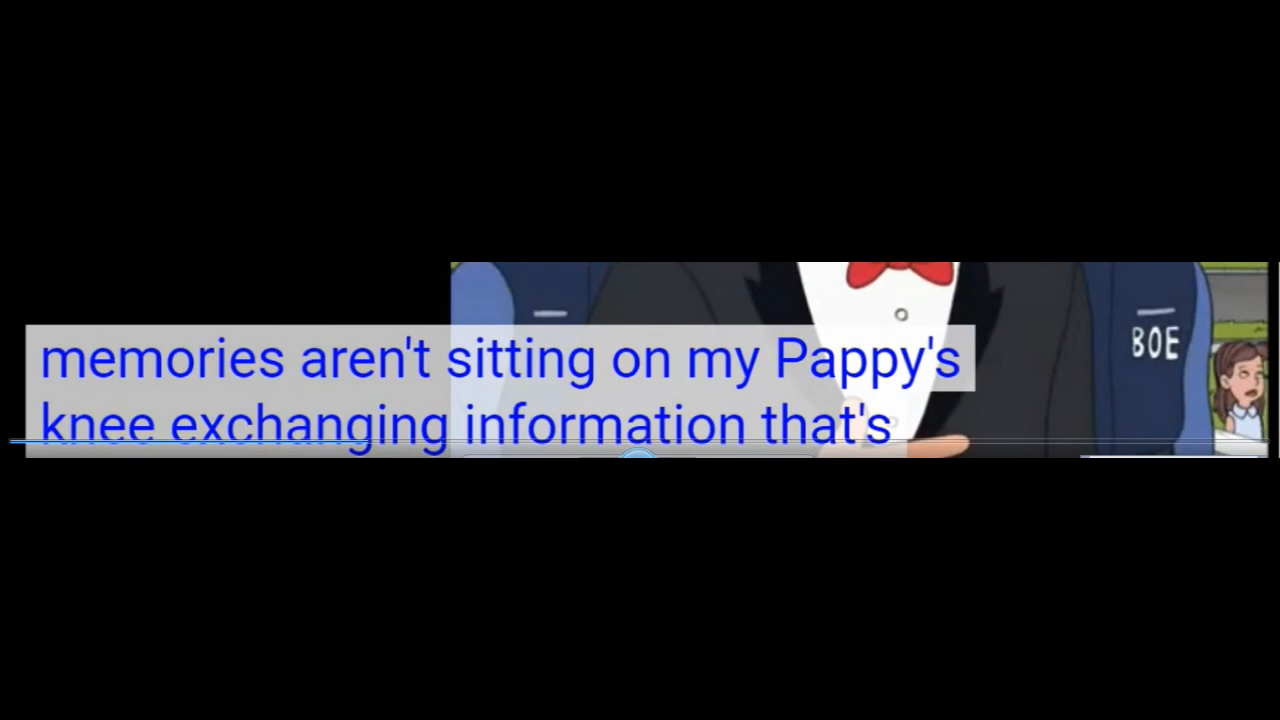 memories aren't sitting on my Pappy's
knee exchanging information that's
BOE